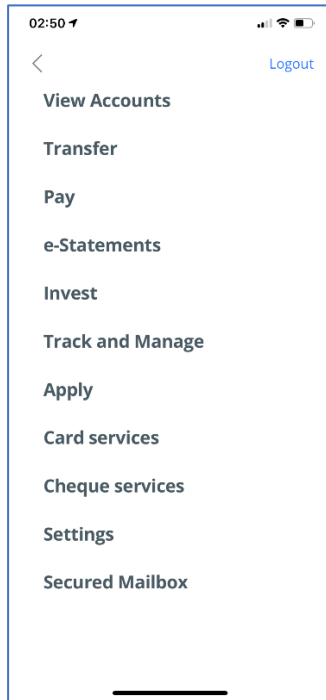 02:50
Logout
View Accounts
Transfer
Pay
e-Statements
Invest
Track and Manage
Apply
Card services
Cheque services
Settings
Secured Mailbox